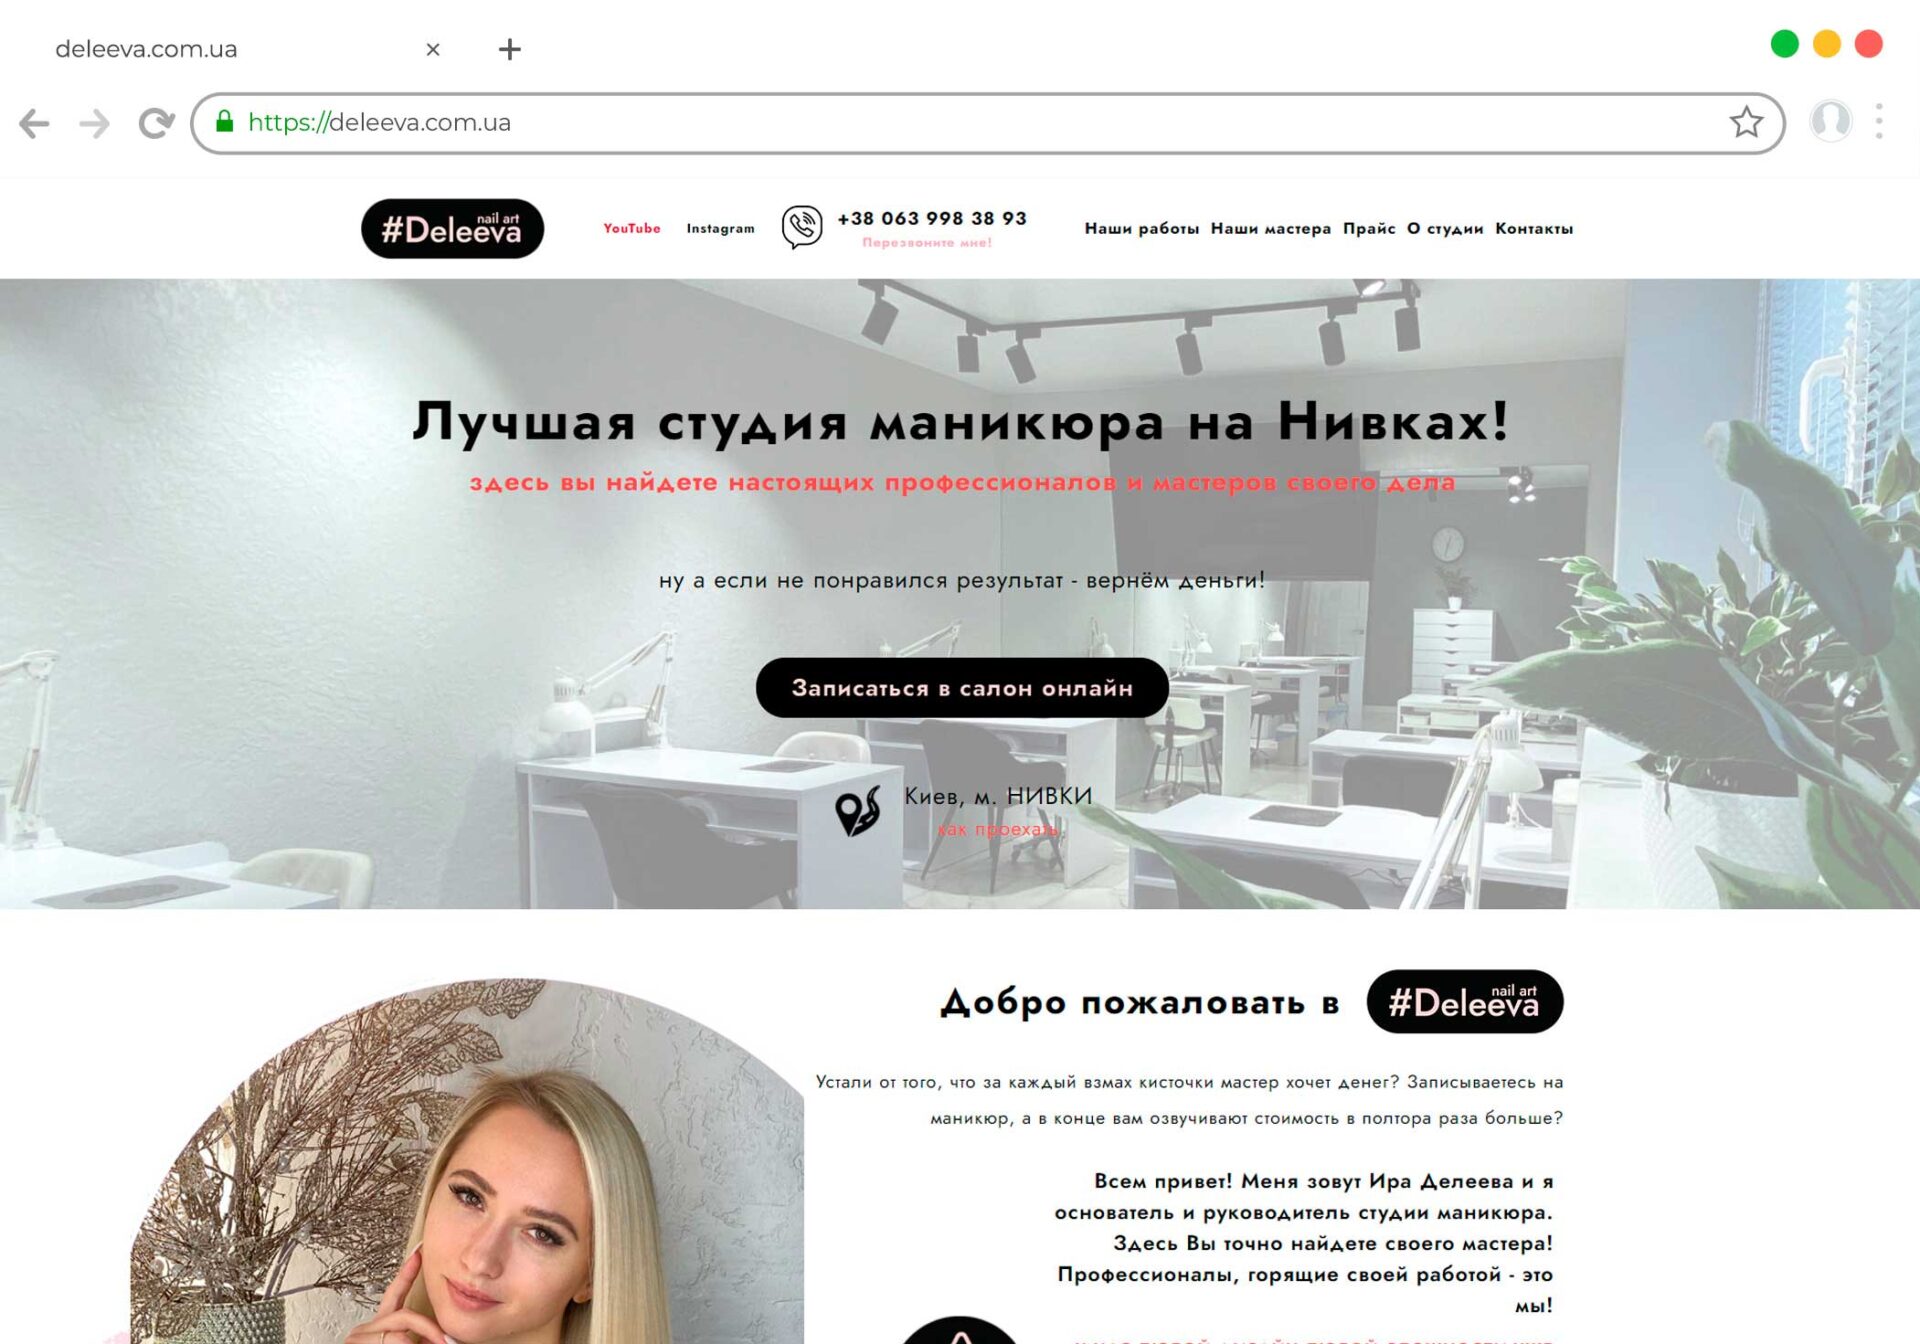 deleeva.com.ua
https://deleeva.com.ua
#Deleeva nail art
YouTube
Instagram
+38 063 998 38 93
Перезвоните мне!
Наши работы Наши мастера Прайс О студии Контакты
Лучшая студия маникюра на Нивках!
здесь вы найдете настоящих профессионалов и мастеров своего дела
ну а если не понравился результат - вернём деньги!
Записаться в салон онлайн
Киев, м. НИВКИ
как проехать
Добро пожаловать в #Deleeva nail art
Устали от того, что за каждый взмах кисточки мастер хочет денег? Записываетесь на
маникюр, а в конце вам озвучивают стоимость в полтора раза больше?
Всем привет! Меня зовут Ира Делеева и я
основатель и руководитель студии маникюра.
Здесь Вы точно найдете своего мастера!
Профессионалы, горящие своей работой - это
мы!